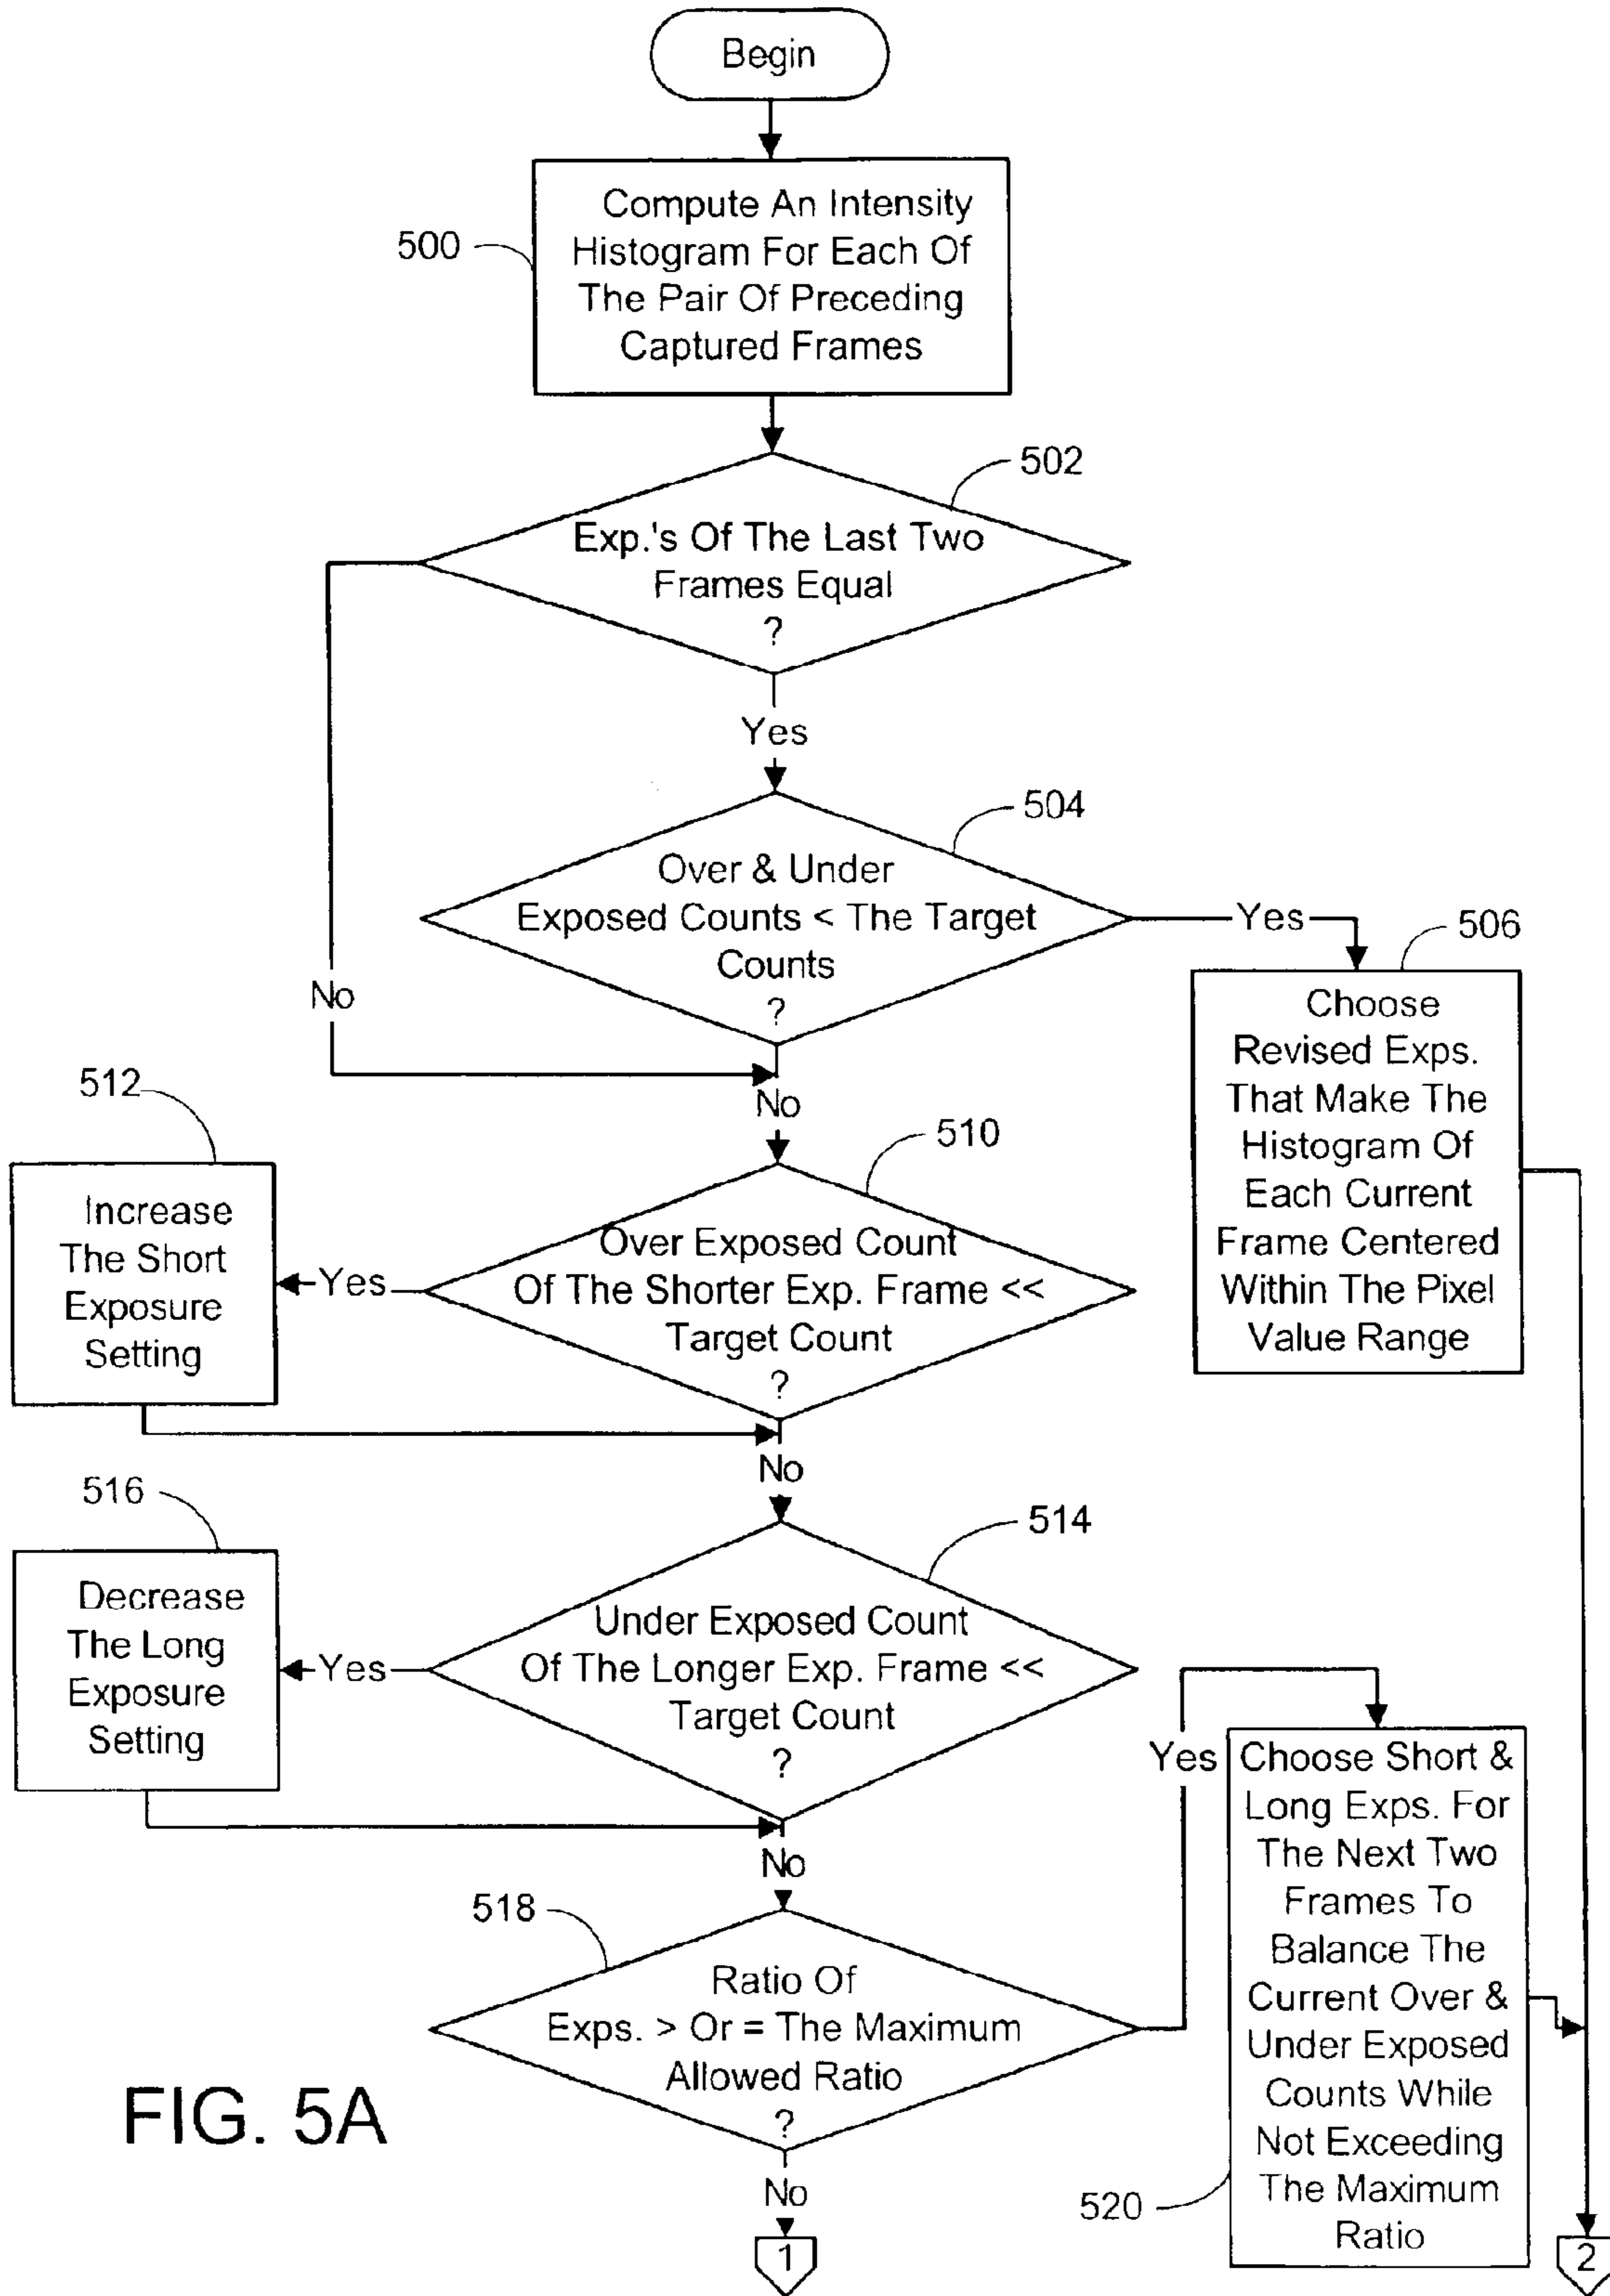 Begin
500
Compute An Intensity
Histogram For Each Of
The Pair Of Preceding
Captured Frames
502
Exp.'s Of The Last Two
Frames Equal
?
Yes
No
504
Over & Under
Exposed Counts < The Target
Counts
?
Yes
506
Choose
Revised Exps.
That Make The
Histogram Of
Each Current
Frame Centered
Within The Pixel
Value Range
No
510
Over Exposed Count
Of The Shorter Exp. Frame <<
Target Count
?
Yes
512
Increase
The Short
Exposure
Setting
No
514
Under Exposed Count
Of The Longer Exp. Frame <<
Target Count
?
Yes
516
Decrease
The Long
Exposure
Setting
No
518
Ratio Of
Exps. > Or = The Maximum
Allowed Ratio
?
Yes
520
Choose Short &
Long Exps. For
The Next Two
Frames To
Balance The
Current Over &
Under Exposed
Counts While
Not Exceeding
The Maximum
Ratio
No
1
2
FIG. 5A